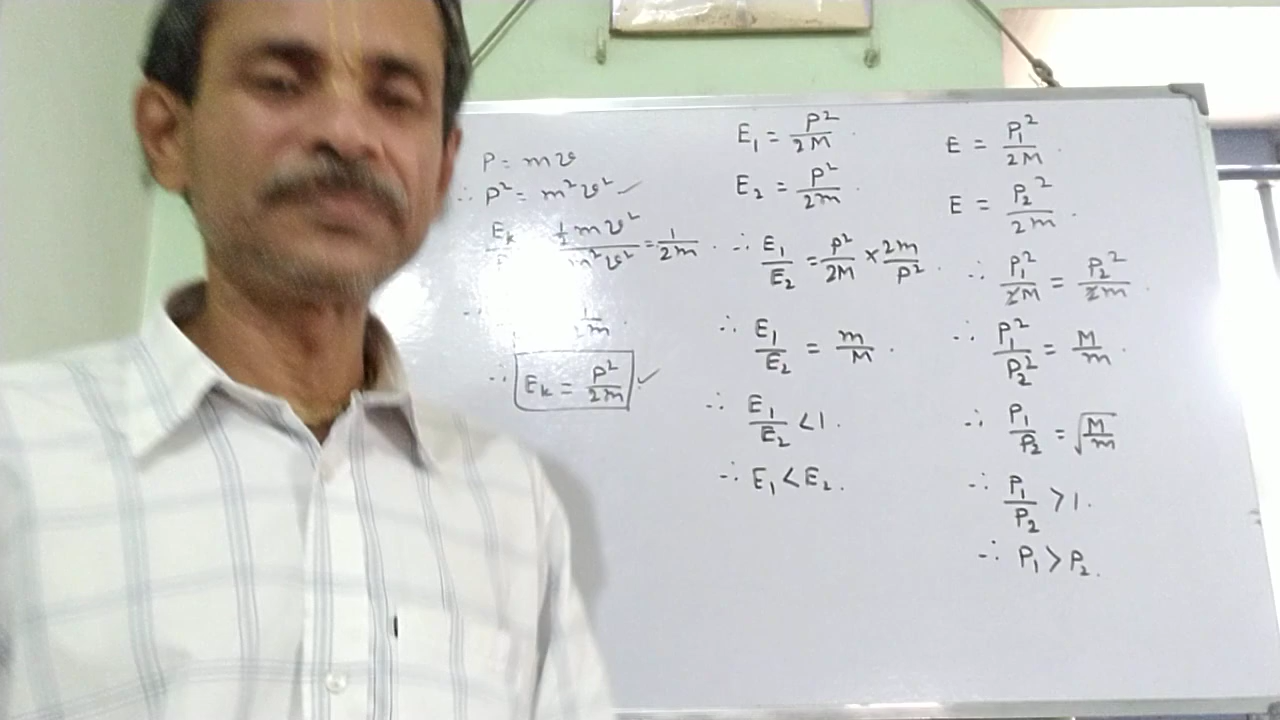 P = mv
∴ P² = m²v² ✓
Eₖ ½mv² / m²v² = 1/2m
∴ 1/2m
∴ Eₖ = P²/2m ✓
E₁ = P²/2M
E₂ = P²/2m
∴ E₁/E₂ = P²/2M × 2m/P²
∴ E₁/E₂ = m/M
∴ E₁/E₂ < 1
∴ E₁ < E₂
E = P₁²/2M
E = P₂²/2m
∴ P₁²/2M = P₂²/2m
∴ P₁²/P₂² = M/m
∴ P₁/P₂ = √(M/m)
∴ P₁/P₂ > 1
∴ P₁ > P₂